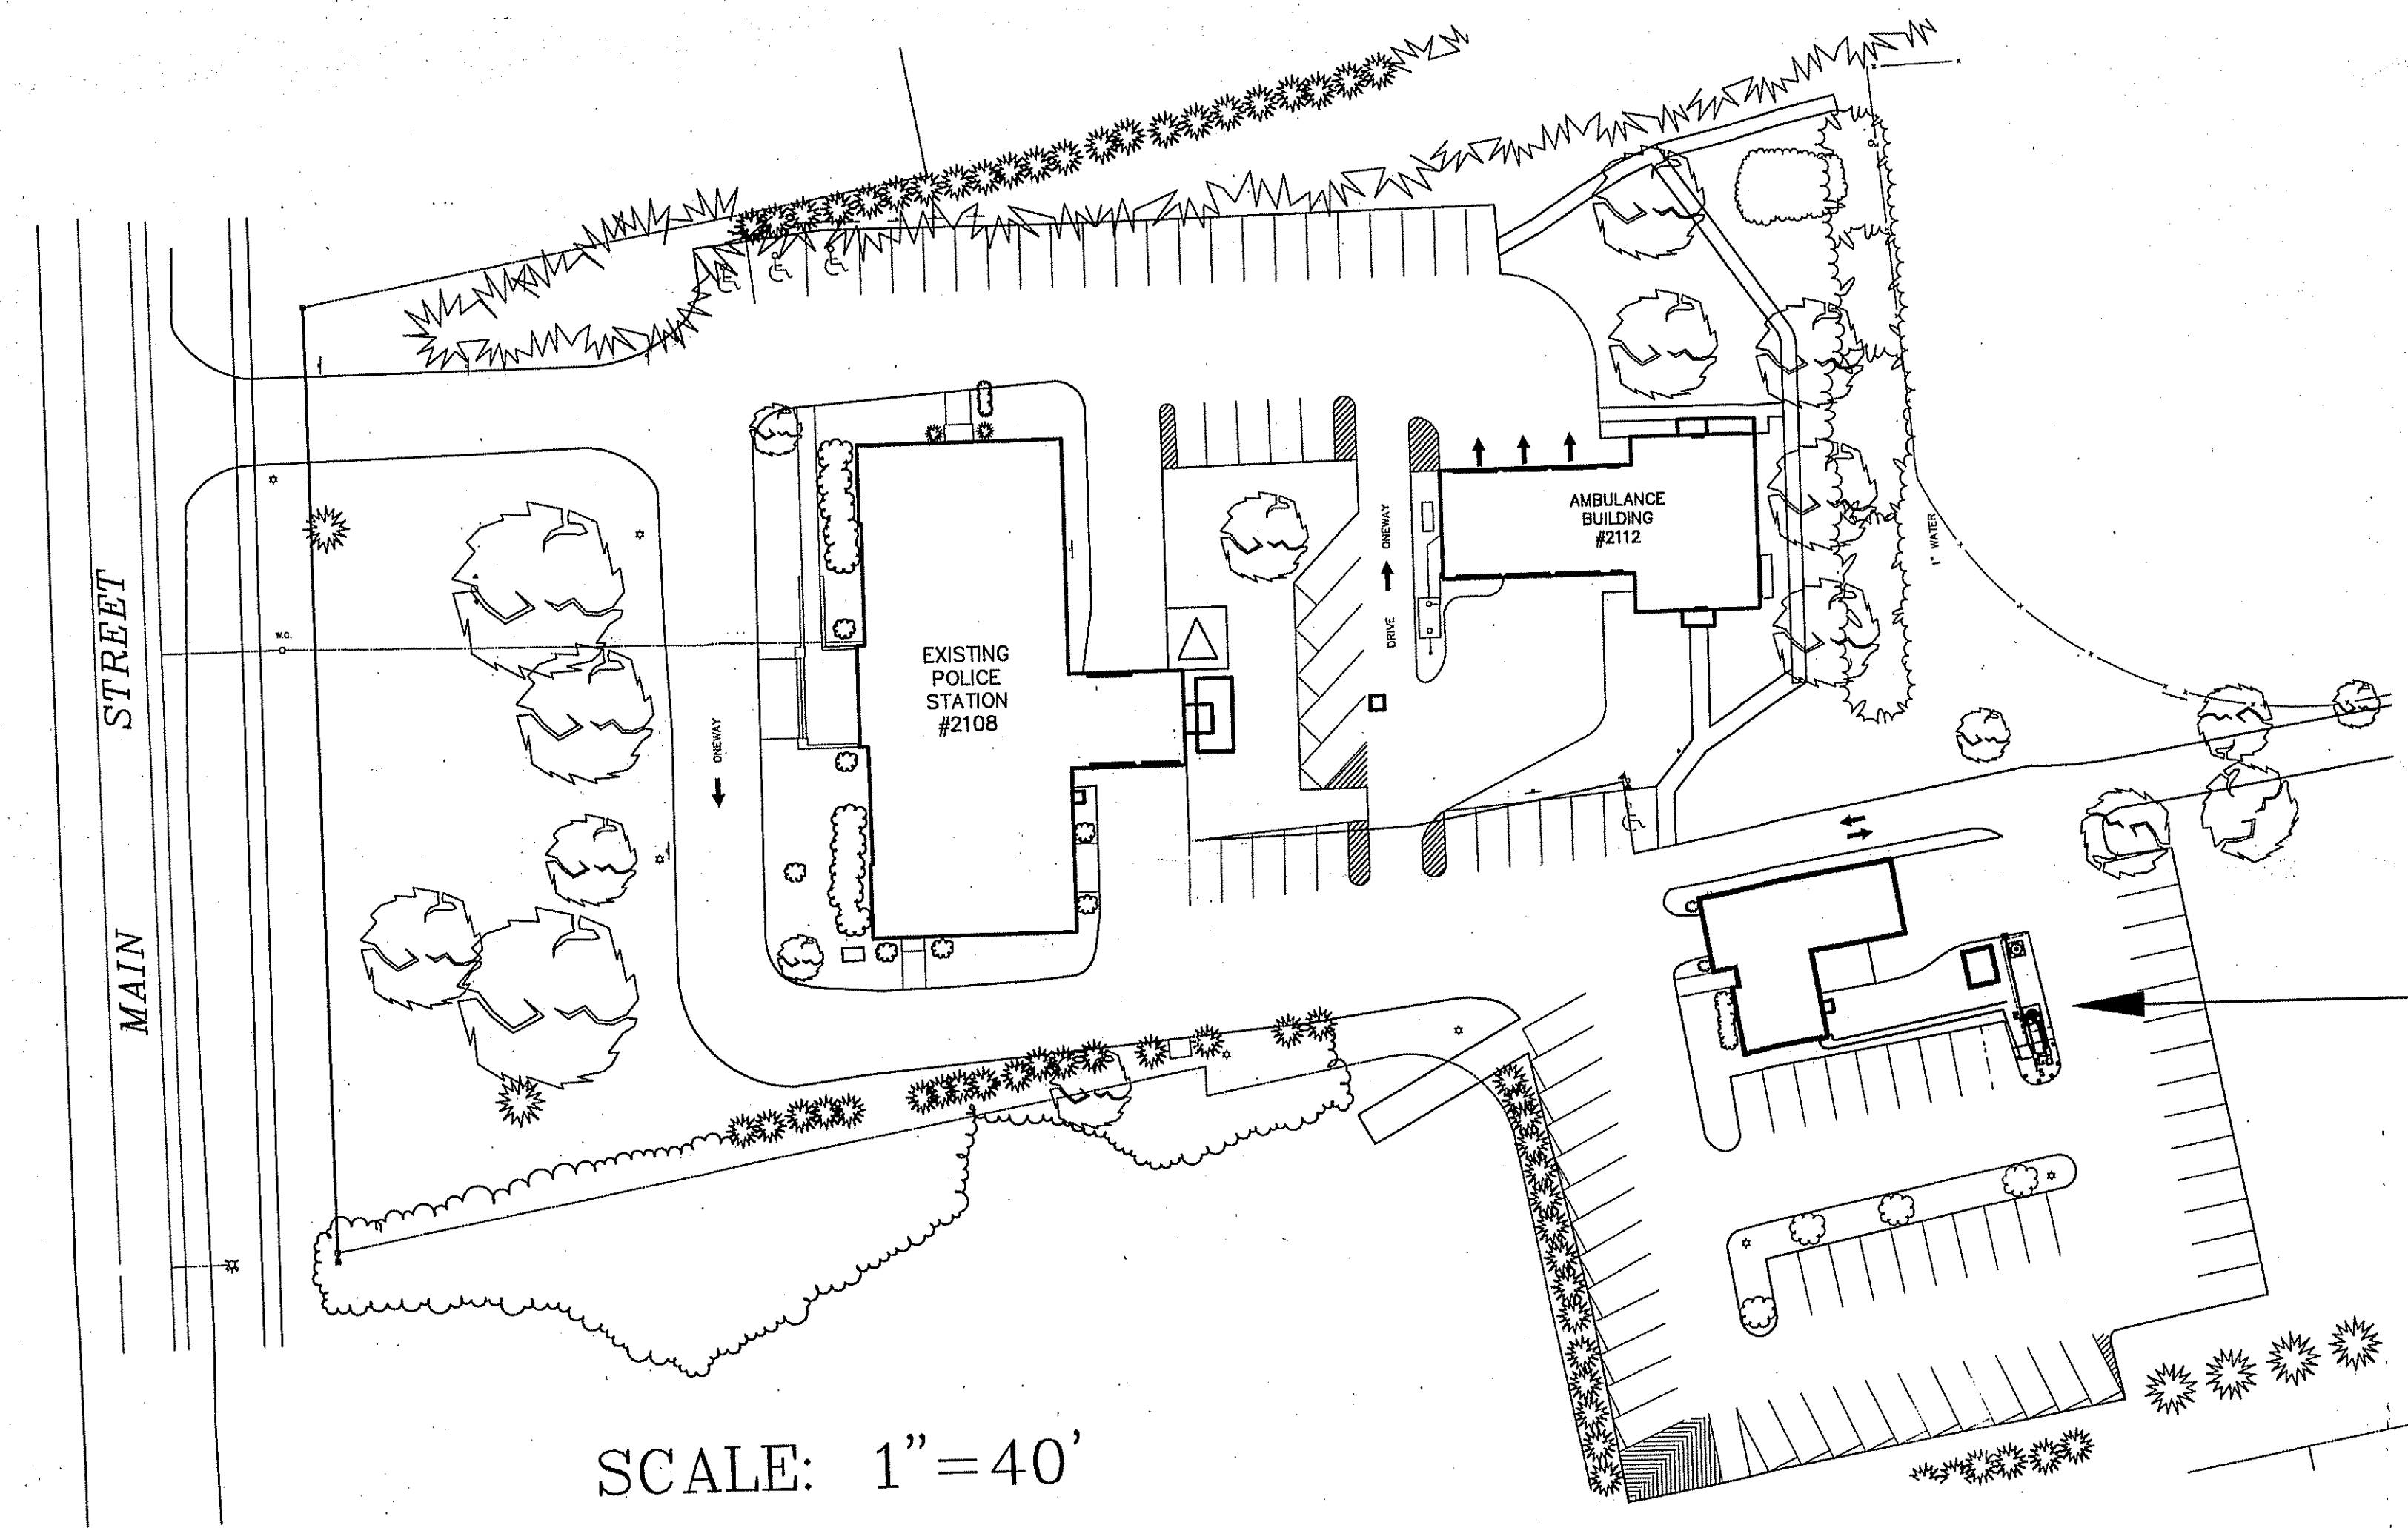 STREET
MAIN
W.G.
ONEWAY
EXISTING
POLICE
STATION
#2108
ONEWAY
DRIVE
AMBULANCE
BUILDING
#2112
1" WATER
SCALE: 1"=40'